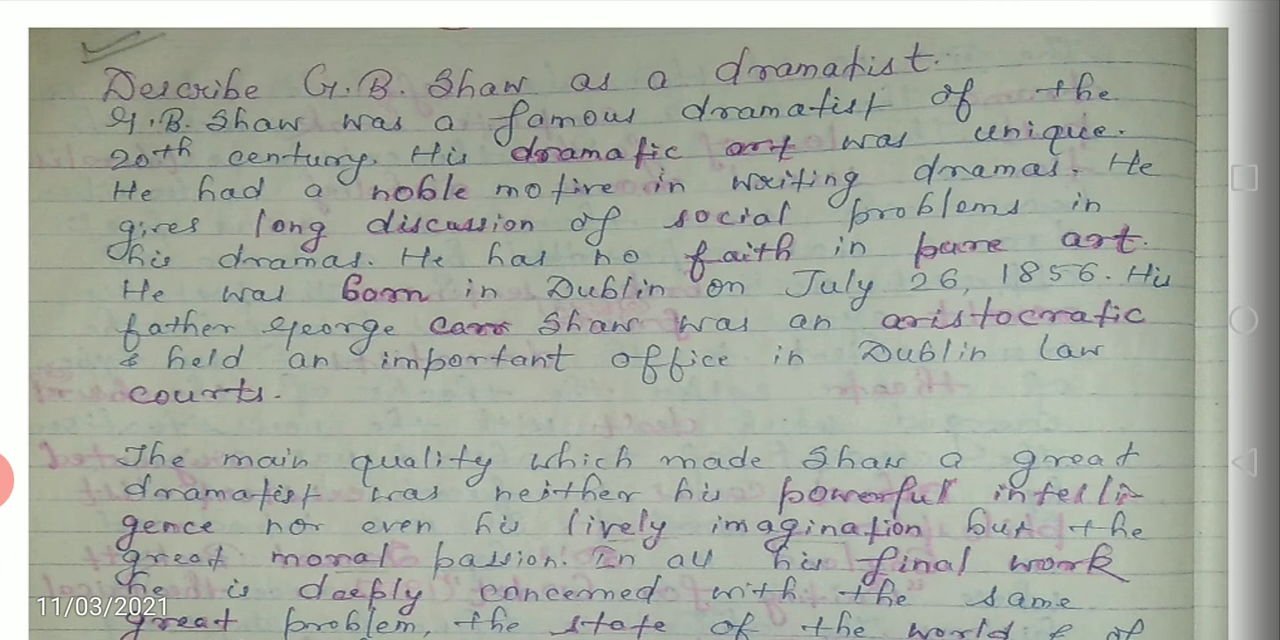 Describe G.B. Shaw as a dramatist.
G.B. Shaw was a famous dramatist of the
20th century. His dramatic art was unique.
He had a noble motive in writing dramas. He
gives long discussion of social problems in
his dramas. He has no faith in pure art.
He was born in Dublin on July 26, 1856. His
father George carr Shaw was an aristocratic
& held an important office in Dublin Law
courts.
The main quality which made Shaw a great
dramatist was neither his powerful intelli-
gence nor even his lively imagination but the
great moral passion. In all his final work
he is deeply concerned with the same
great problem, the state of the world & of
11/03/2021